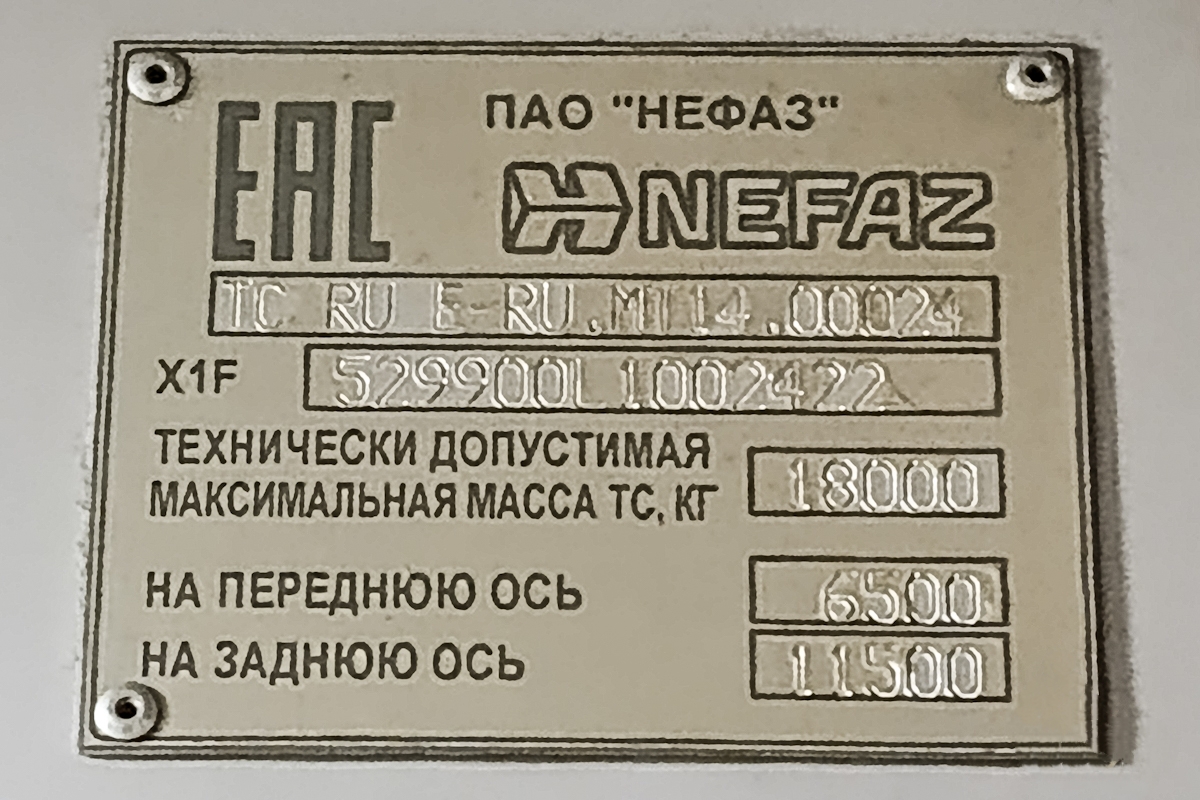 ЕАС
ПАО "НЕФАЗ"
NEFAZ
ТС RU Е-RU.МТ14.00024
X1F 529900L1002422
ТЕХНИЧЕСКИ ДОПУСТИМАЯ
МАКСИМАЛЬНАЯ МАССА ТС, КГ 18000
НА ПЕРЕДНЮЮ ОСЬ 6500
НА ЗАДНЮЮ ОСЬ 11500